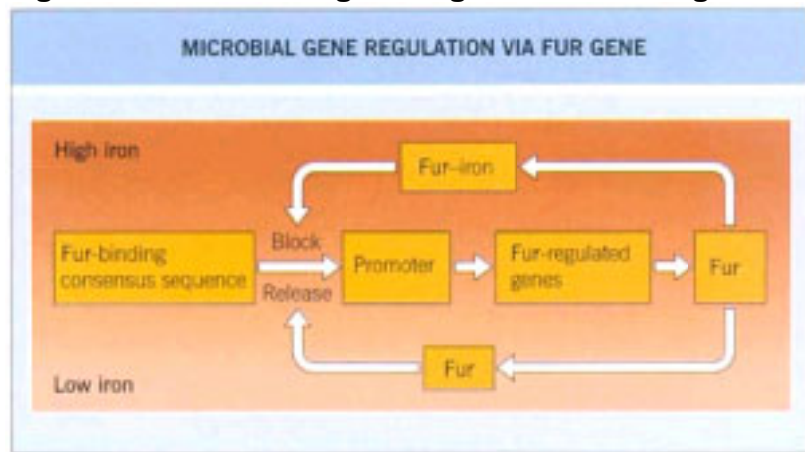 MICROBIAL GENE REGULATION VIA FUR GENE
High iron
Fur-iron
Block
Fur-binding
consensus sequence
Promoter
Fur-regulated
genes
Fur
Release
Fur
Low iron